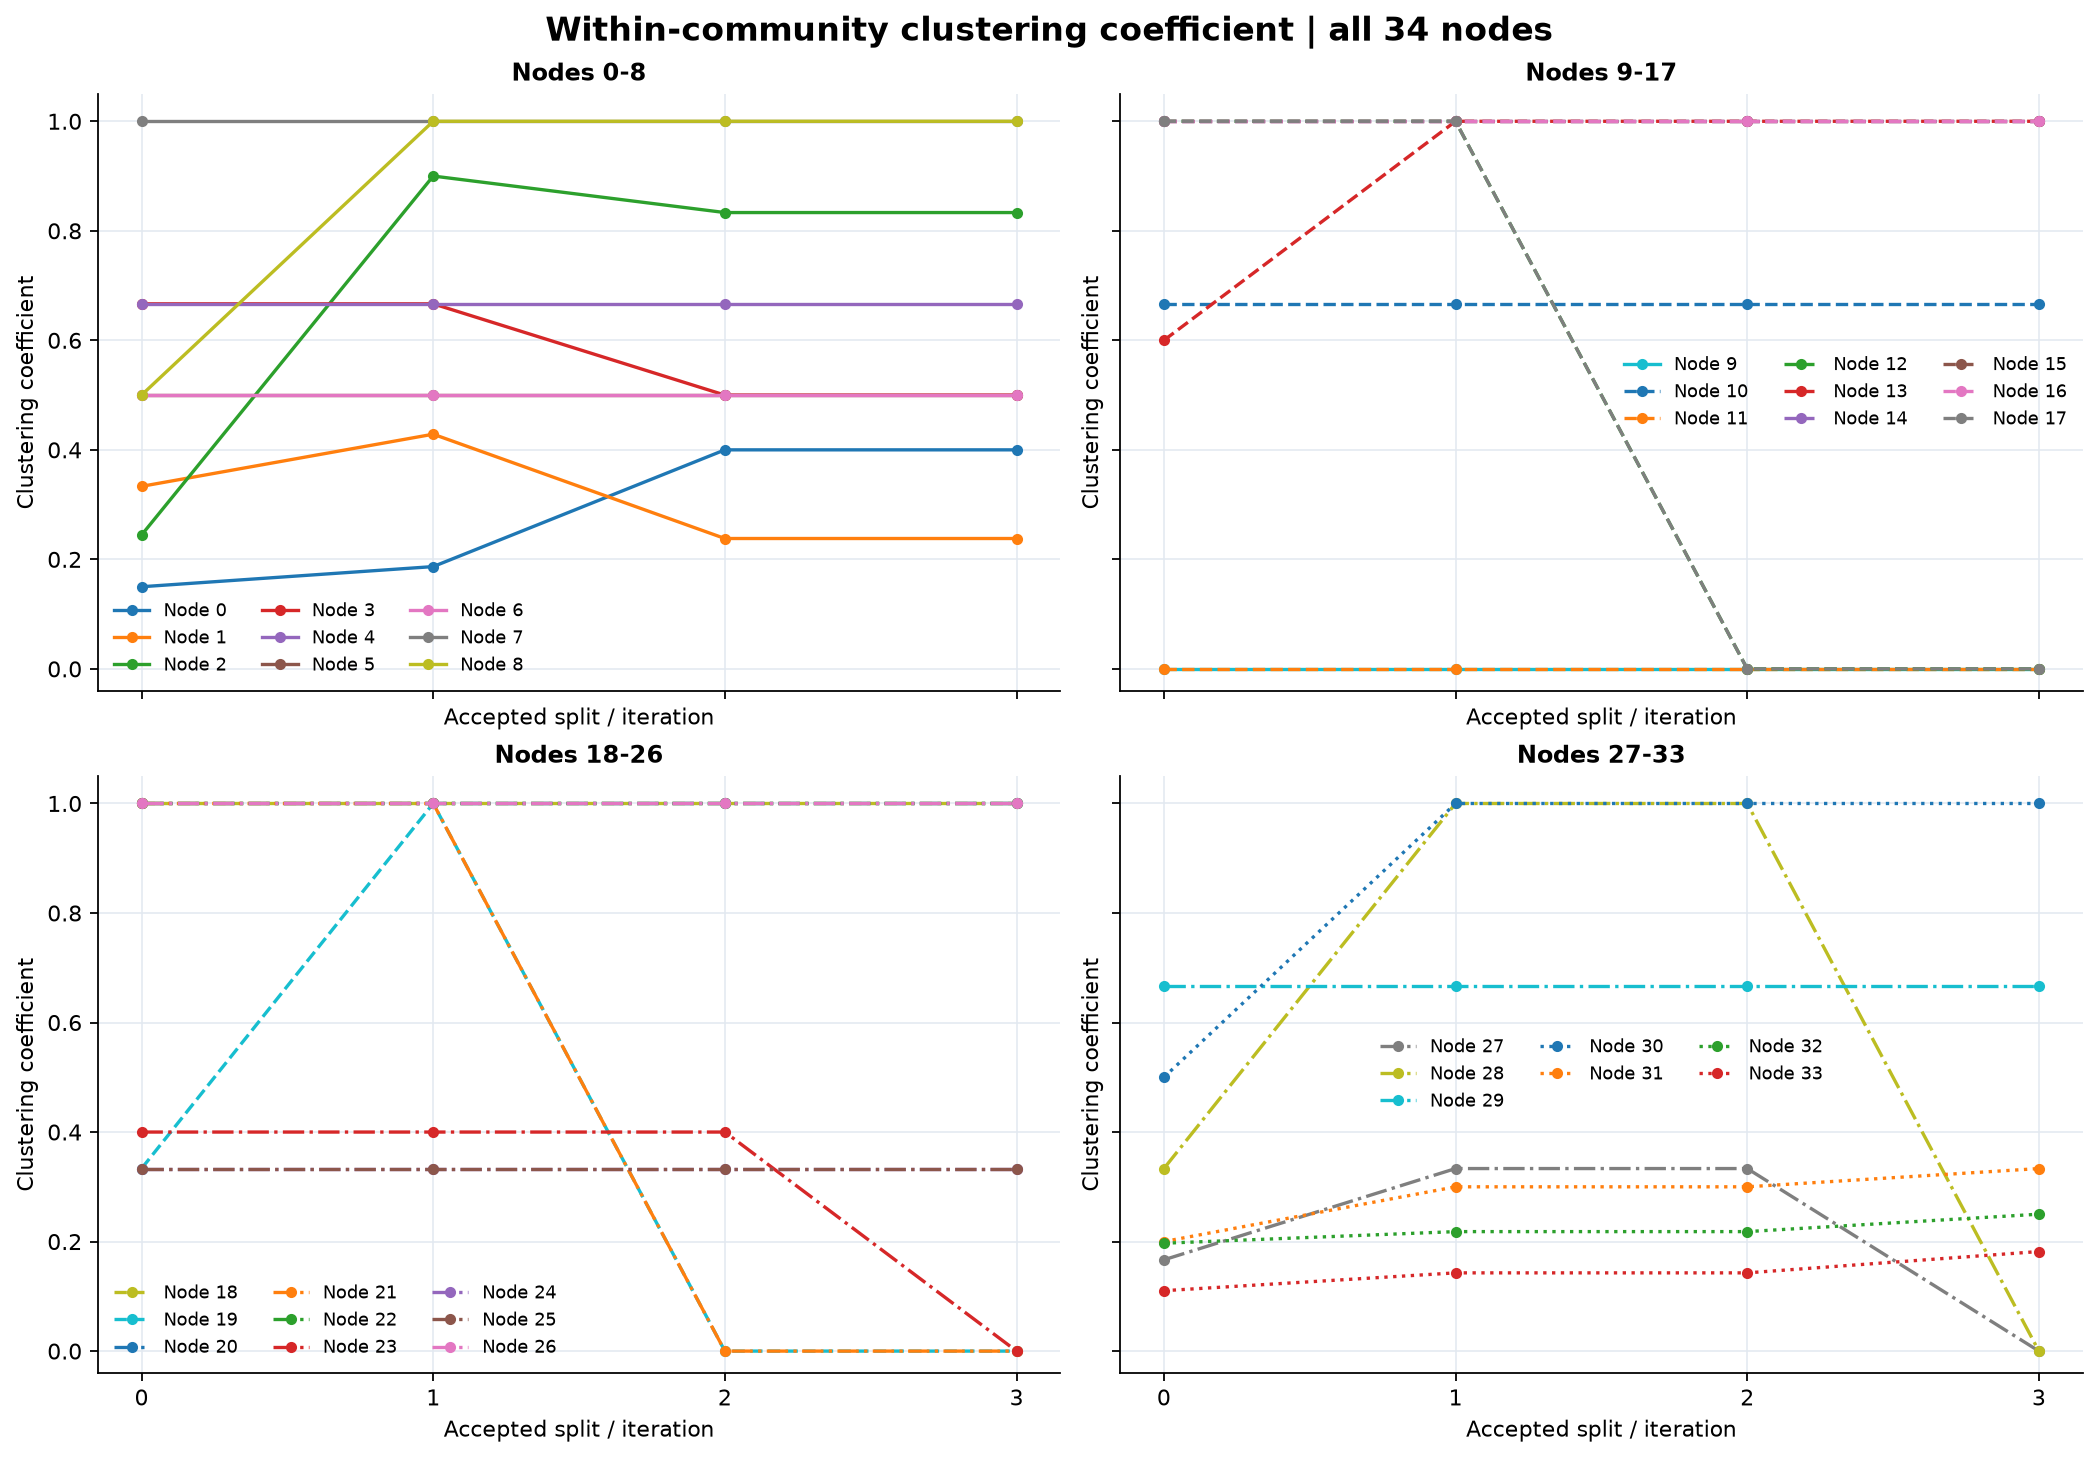 Within-community clustering coefficient | all 34 nodes
Nodes 0-8
Clustering coefficient
1.0
0.8
0.6
0.4
0.2
0.0
Node 0 Node 3 Node 6
Node 1 Node 4 Node 7
Node 2 Node 5 Node 8
Accepted split / iteration
Nodes 9-17
Clustering coefficient
Node 9 Node 12 Node 15
Node 10 Node 13 Node 16
Node 11 Node 14 Node 17
Accepted split / iteration
Nodes 18-26
Clustering coefficient
1.0
0.8
0.6
0.4
0.2
0.0
Node 18 Node 21 Node 24
Node 19 Node 22 Node 25
Node 20 Node 23 Node 26
0 1 2 3
Accepted split / iteration
Nodes 27-33
Clustering coefficient
Node 27 Node 30 Node 32
Node 28 Node 31 Node 33
Node 29
0 1 2 3
Accepted split / iteration